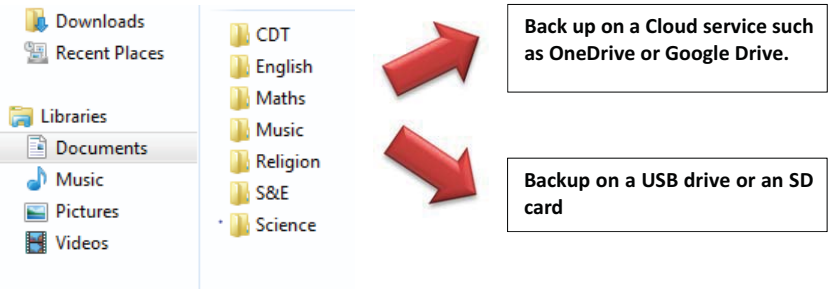 Downloads
Recent Places
Libraries
Documents
Music
Pictures
Videos
CDT
English
Maths
Music
Religion
S&E
Science
Back up on a Cloud service such
as OneDrive or Google Drive.
Backup on a USB drive or an SD
card